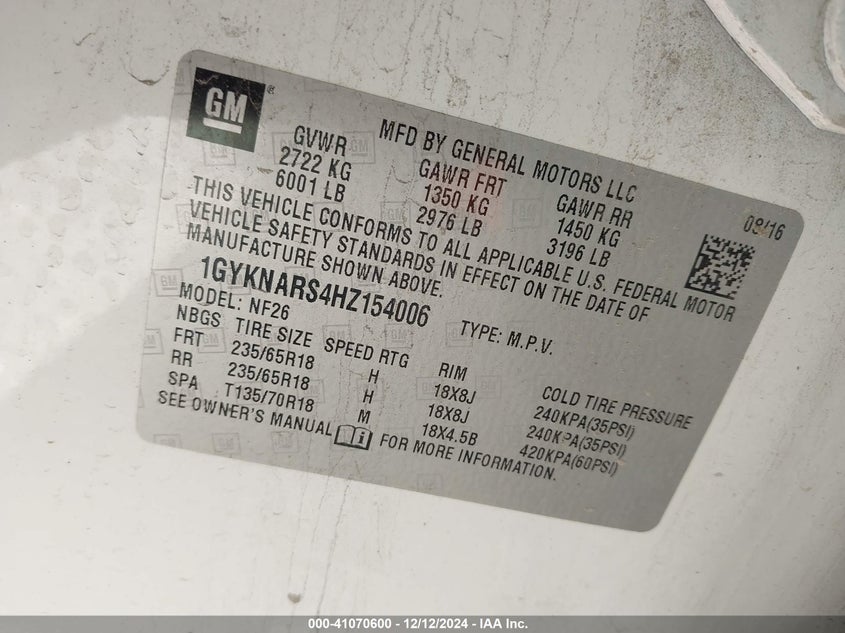 GM
®
MFD BY GENERAL MOTORS LLC
08/16
GVWR GAWR FRT GAWR RR
2722 KG 1350 KG 1450 KG
6001 LB 2976 LB 3196 LB
THIS VEHICLE CONFORMS TO ALL APPLICABLE U.S. FEDERAL MOTOR
VEHICLE SAFETY STANDARDS IN EFFECT ON THE DATE OF
MANUFACTURE SHOWN ABOVE.
1GYKNARS4HZ154006 TYPE: M.P.V.
MODEL: NF26
NBGS TIRE SIZE SPEED RTG RIM COLD TIRE PRESSURE
FRT 235/65R18 H 18X8J 240KPA(35PSI)
RR 235/65R18 H 18X8J 240KPA(35PSI)
SPA T135/70R18 M 18X4.5B 420KPA(60PSI)
SEE OWNER'S MANUAL FOR MORE INFORMATION.
000-41070600 - 12/12/2024 - IAA Inc.